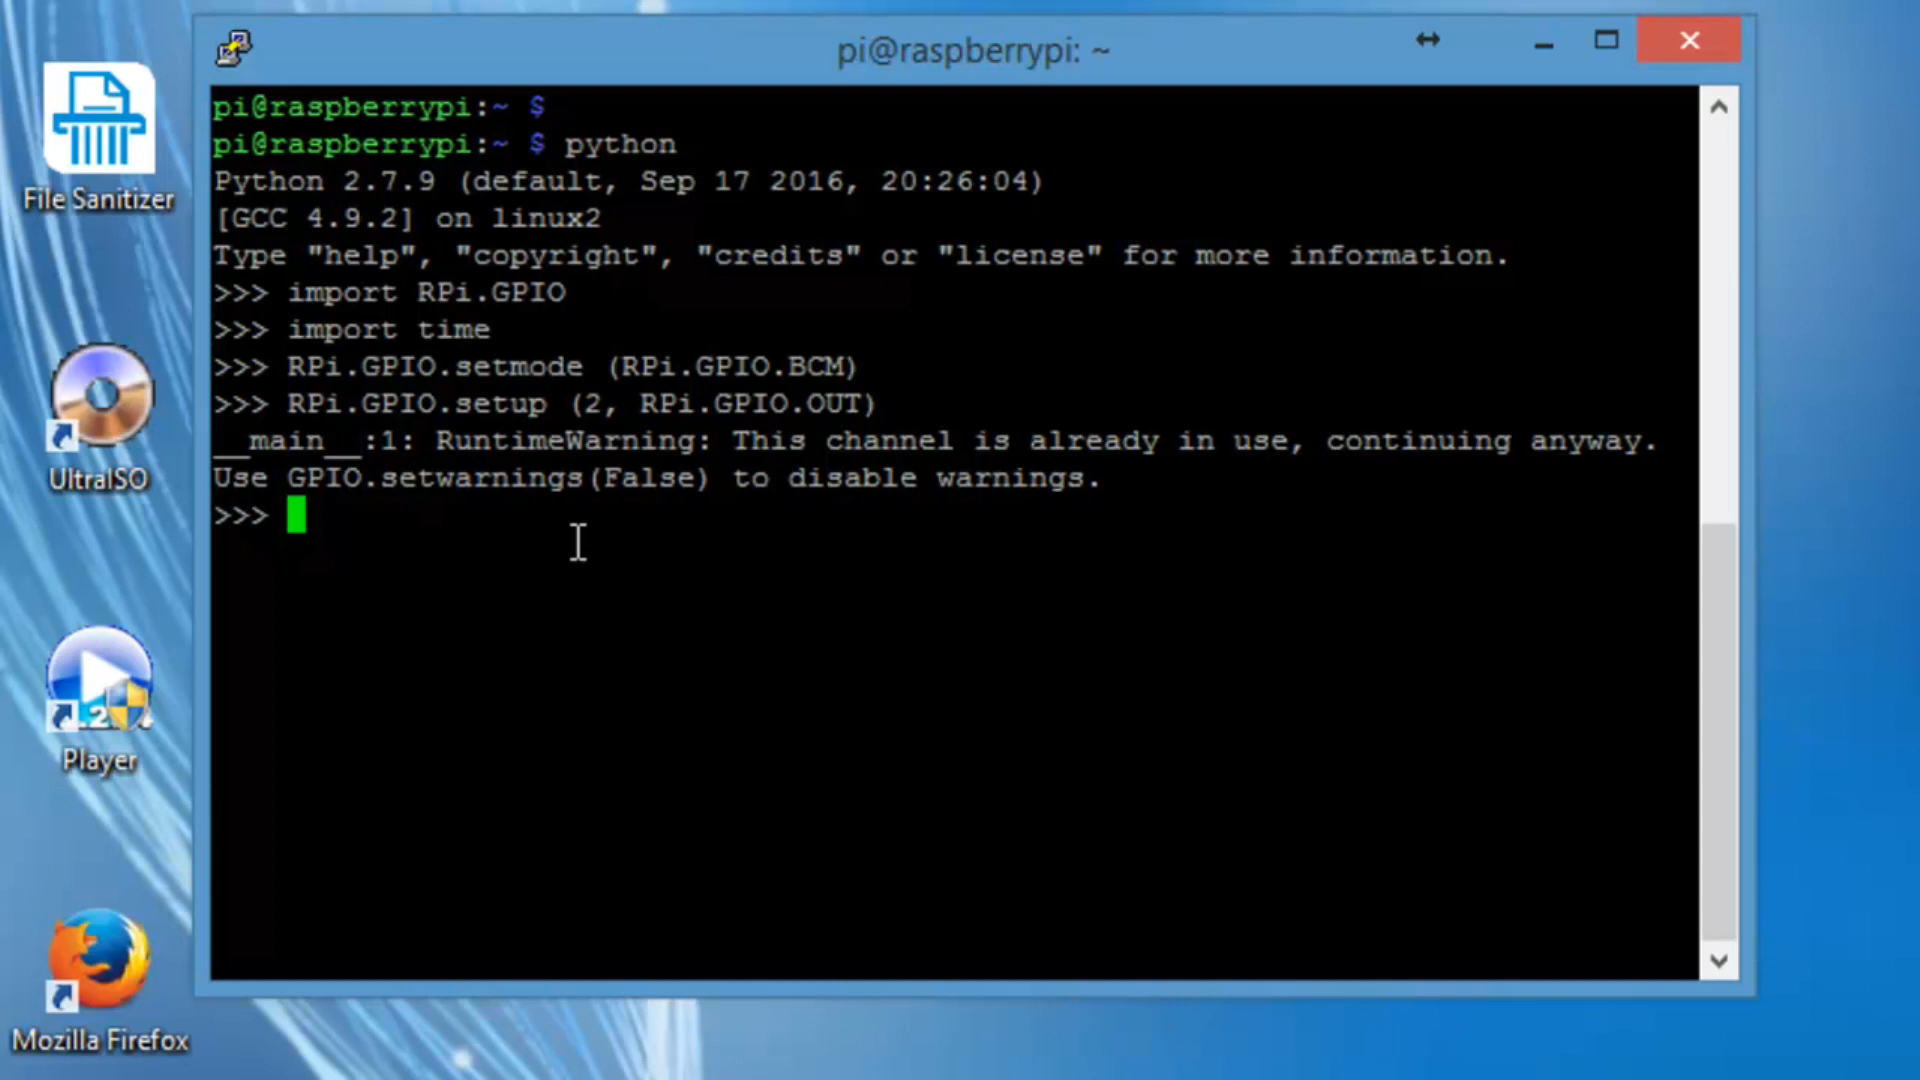 pi@raspberrypi: ~
pi@raspberrypi:~ $
pi@raspberrypi:~ $ python
Python 2.7.9 (default, Sep 17 2016, 20:26:04)
[GCC 4.9.2] on linux2
Type "help", "copyright", "credits" or "license" for more information.
>>> import RPi.GPIO
>>> import time
>>> RPi.GPIO.setmode (RPi.GPIO.BCM)
>>> RPi.GPIO.setup (2, RPi.GPIO.OUT)
__main__:1: RuntimeWarning: This channel is already in use, continuing anyway.
Use GPIO.setwarnings(False) to disable warnings.
>>>
File Sanitizer
UltraISO
Player
Mozilla Firefox